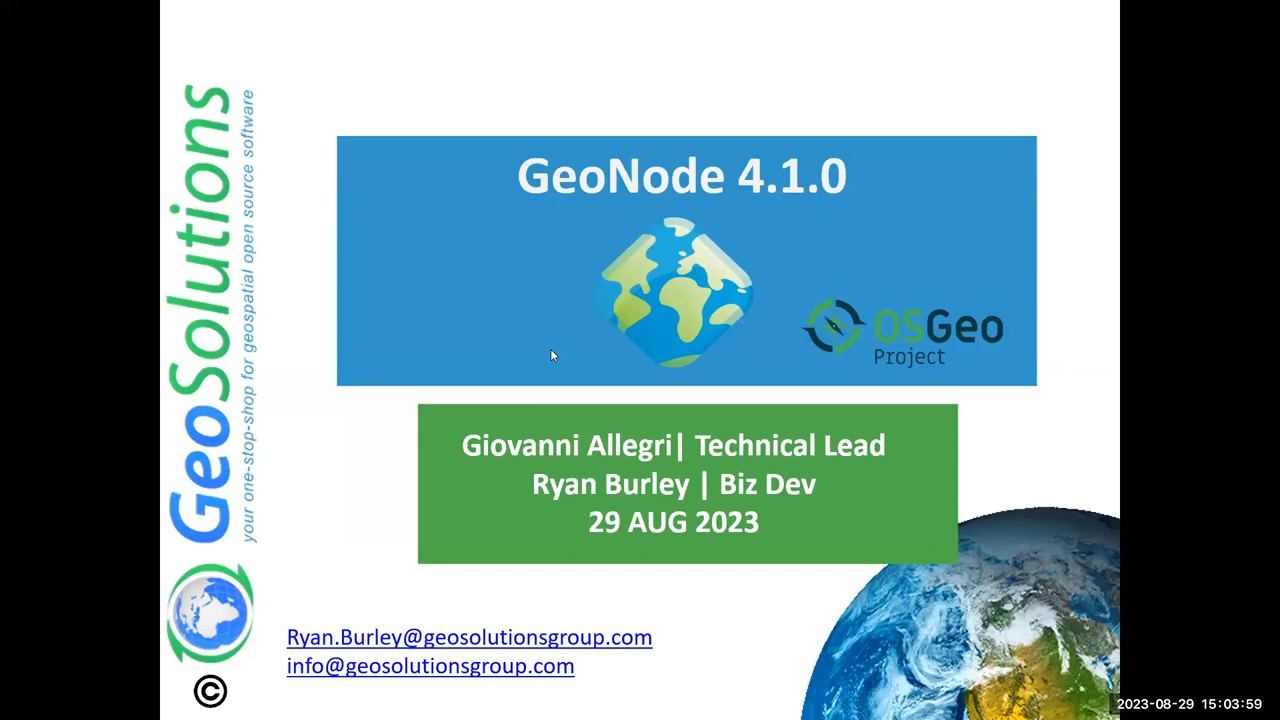 GeoSolutions
your one-stop-shop for geospatial open source software
©
GeoNode 4.1.0
OSGeo
Project
Giovanni Allegri| Technical Lead
Ryan Burley | Biz Dev
29 AUG 2023
Ryan.Burley@geosolutionsgroup.com
info@geosolutionsgroup.com
2023-08-29 15:03:59